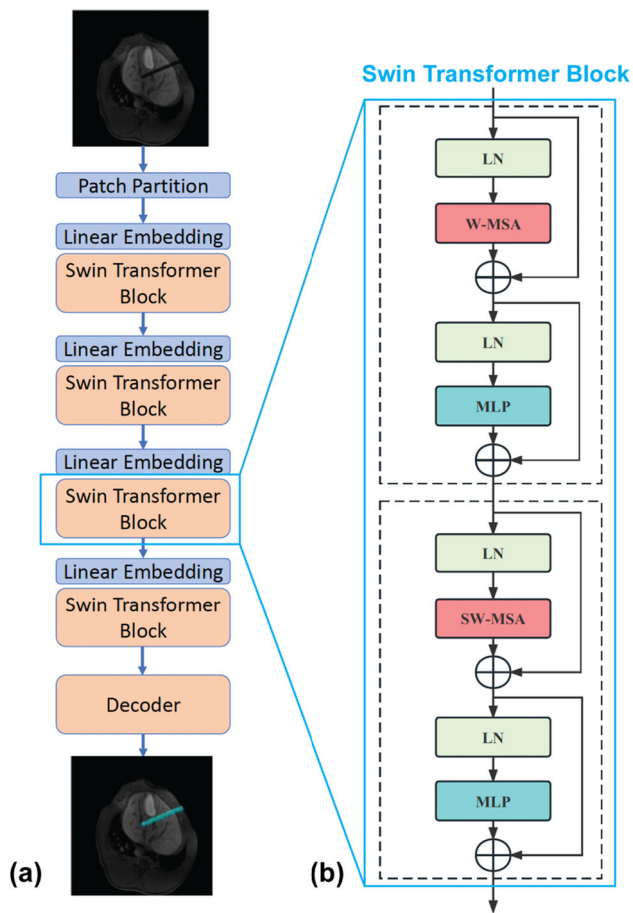 Patch Partition
Linear Embedding
Swin Transformer
Block
Linear Embedding
Swin Transformer
Block
Linear Embedding
Swin Transformer
Block
Linear Embedding
Swin Transformer
Block
Decoder
(a)
Swin Transformer Block
LN
W-MSA
LN
MLP
LN
SW-MSA
LN
MLP
(b)